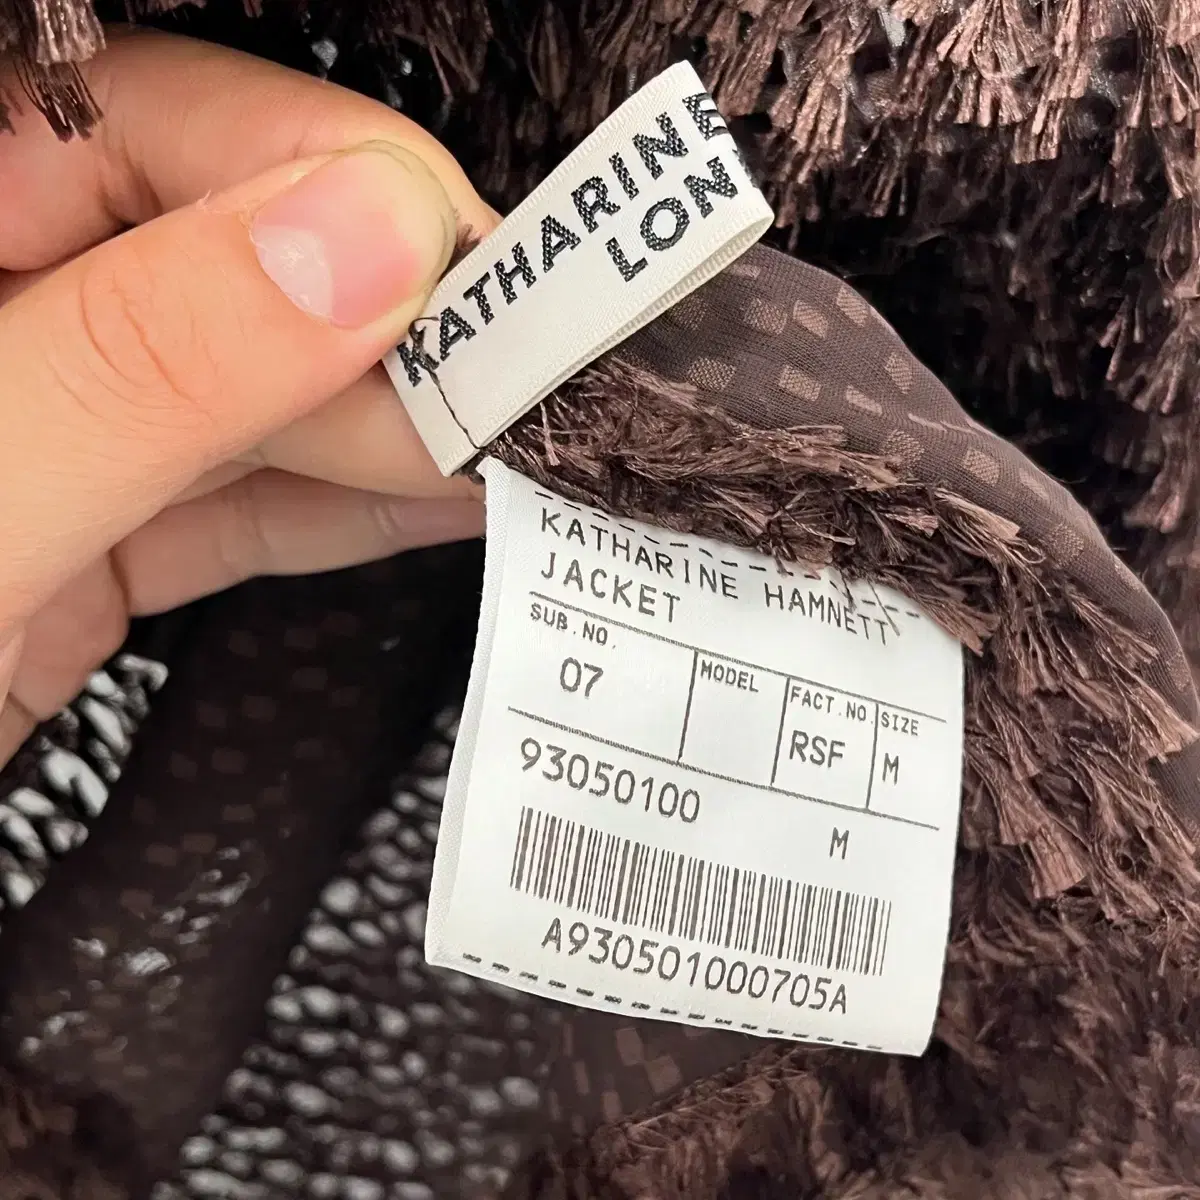 KATHARINE
LON
KATHARINE HAMNETT
JACKET
SUB.NO. MODEL FACT.NO. SIZE
07 RSF M
93050100
M
A930501000705A